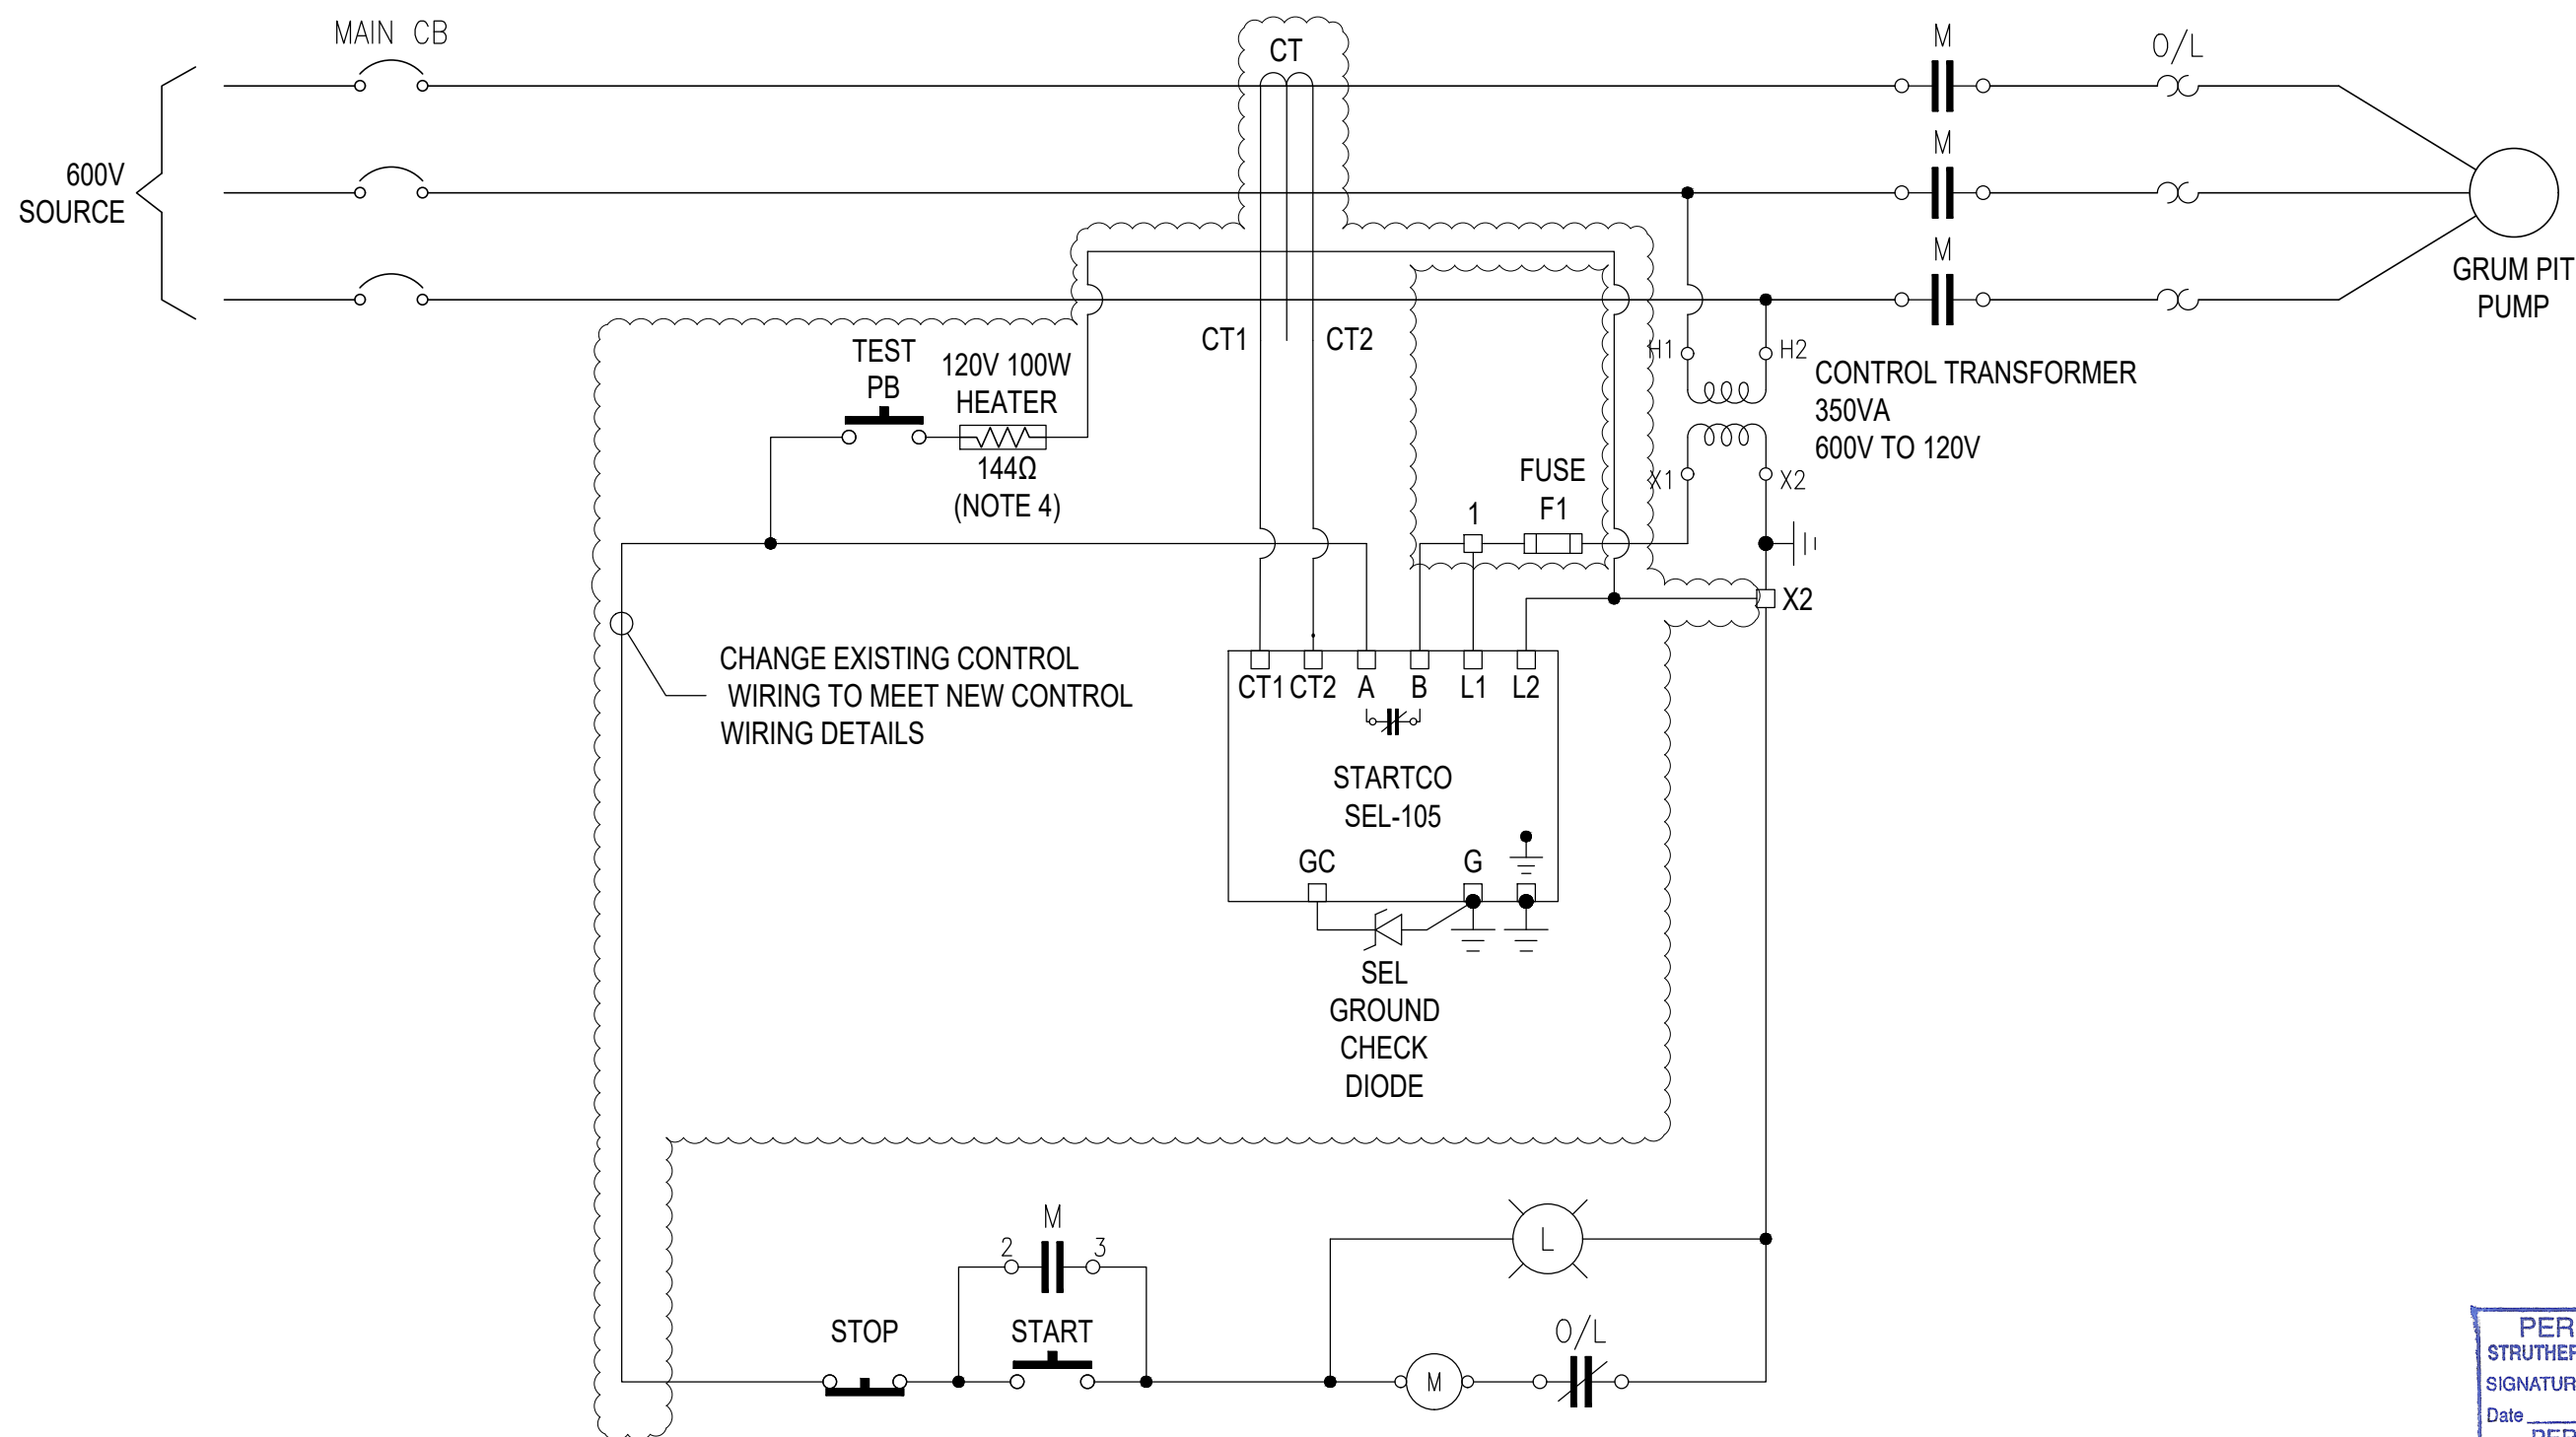 MAIN CB
CT
M
O/L
M
M
600V
SOURCE
GRUM PIT
PUMP
CT1
CT2
H1
H2
CONTROL TRANSFORMER
350VA
600V TO 120V
TEST
PB
120V 100W
HEATER
144Ω
(NOTE 4)
X1
X2
FUSE
F1
1
X2
CHANGE EXISTING CONTROL
WIRING TO MEET NEW CONTROL
WIRING DETAILS
CT1 CT2 A B L1 L2
STARTCO
SEL-105
GC
G
SEL
GROUND
CHECK
DIODE
M
2
3
L
STOP
START
O/L
M
PER
SIGNATUR
Date